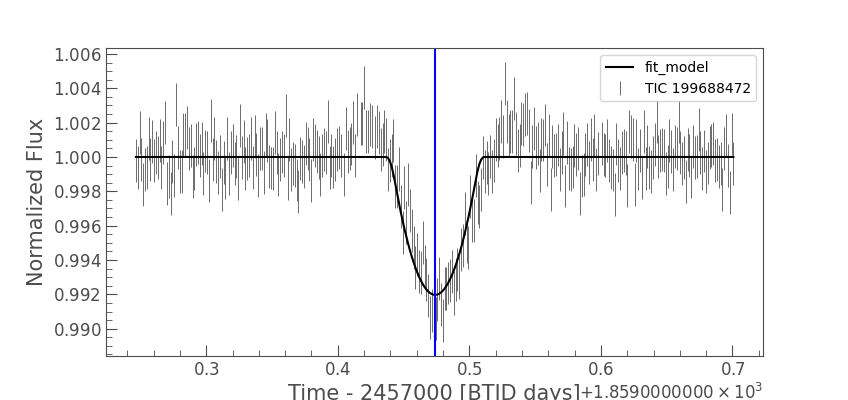 1.006
1.004
1.002
1.000
0.998
0.996
0.994
0.992
0.990
Normalized Flux
fit_model
TIC 199688472
0.3
0.4
0.5
0.6
0.7
Time - 2457000 [BTJD days]
+1.8590000000 × 10³